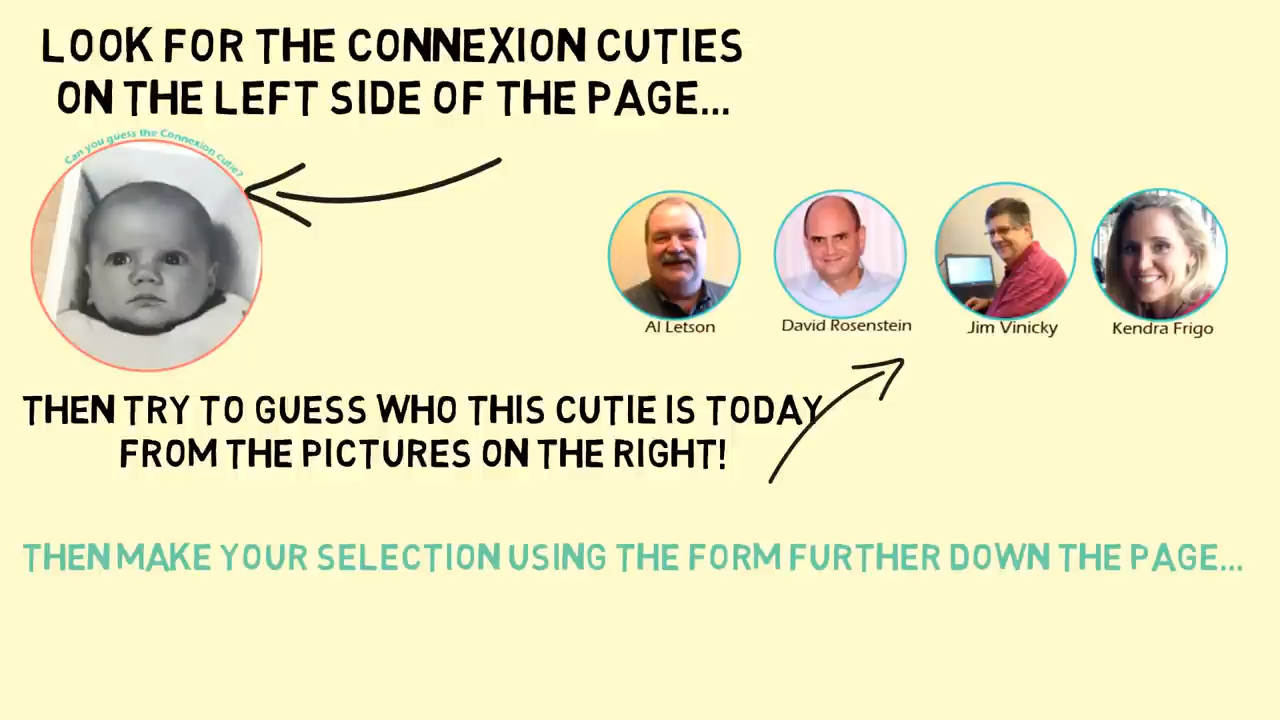 LOOK FOR THE CONNEXION CUTIES
ON THE LEFT SIDE OF THE PAGE...
Can you guess the Connexion cutie?
Al Letson
David Rosenstein
Jim Vinicky
Kendra Frigo
THEN TRY TO GUESS WHO THIS CUTIE IS TODAY
FROM THE PICTURES ON THE RIGHT!
THEN MAKE YOUR SELECTION USING THE FORM FURTHER DOWN THE PAGE...